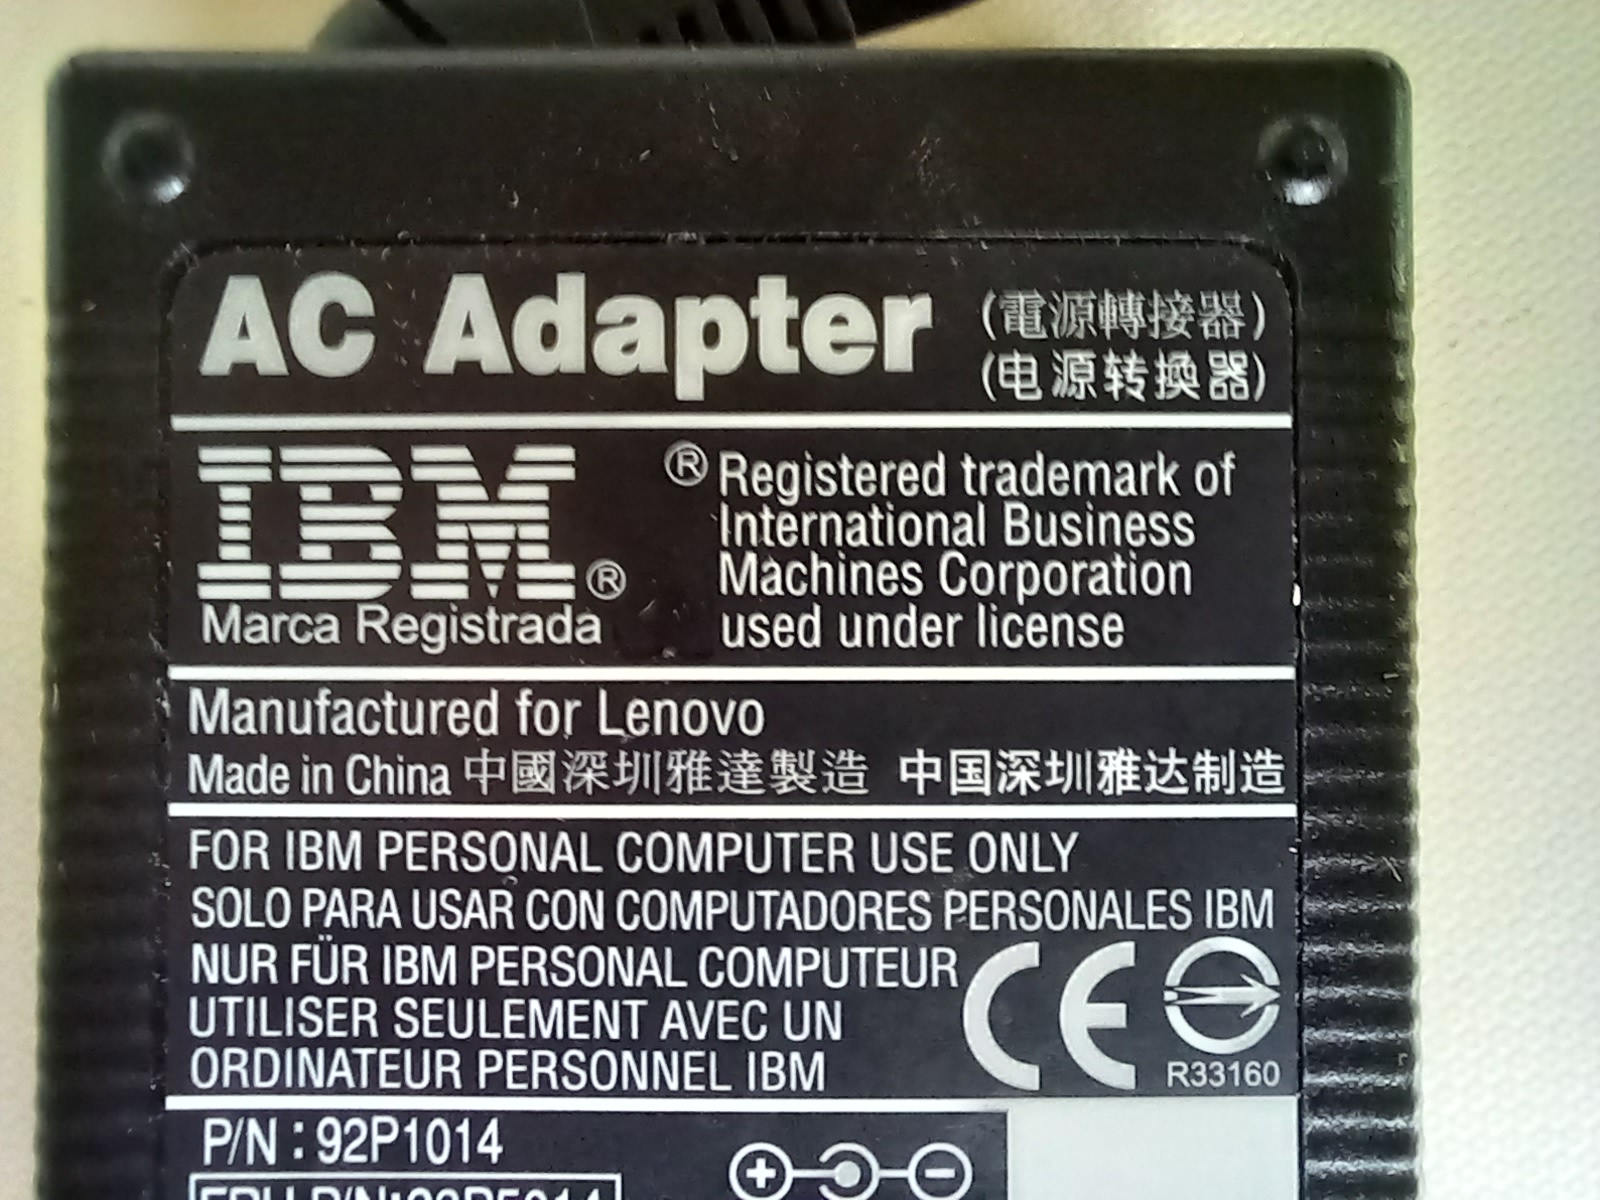 AC Adapter
(電源轉接器)
(电源转换器)
IBM®
Marca Registrada
® Registered trademark of
International Business
Machines Corporation
used under license
Manufactured for Lenovo
Made in China 中國深圳雅達製造 中国深圳雅达制造
FOR IBM PERSONAL COMPUTER USE ONLY
SOLO PARA USAR CON COMPUTADORES PERSONALES IBM
NUR FÜR IBM PERSONAL COMPUTEUR
UTILISER SEULEMENT AVEC UN
ORDINATEUR PERSONNEL IBM
CE
R33160
P/N : 92P1014